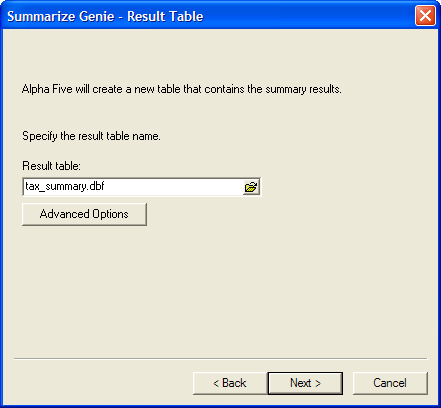 Summarize Genie - Result Table
Alpha Five will create a new table that contains the summary results.
Specify the result table name.
Result table:
tax_summary.dbf
Advanced Options
< Back
Next >
Cancel